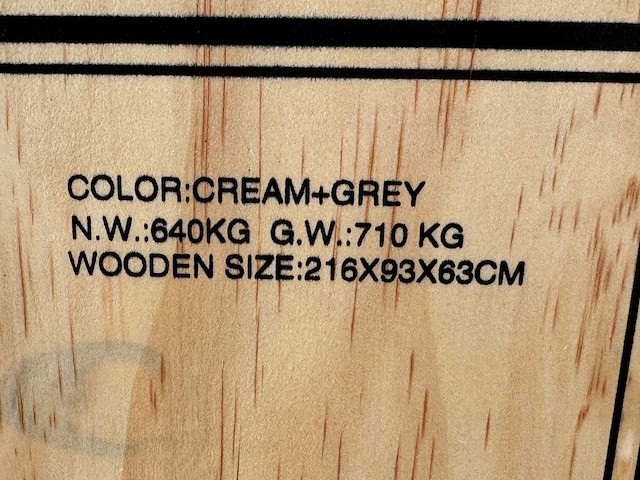 COLOR:CREAM+GREY
N.W.:640KG G.W.:710 KG
WOODEN SIZE:216X93X63CM